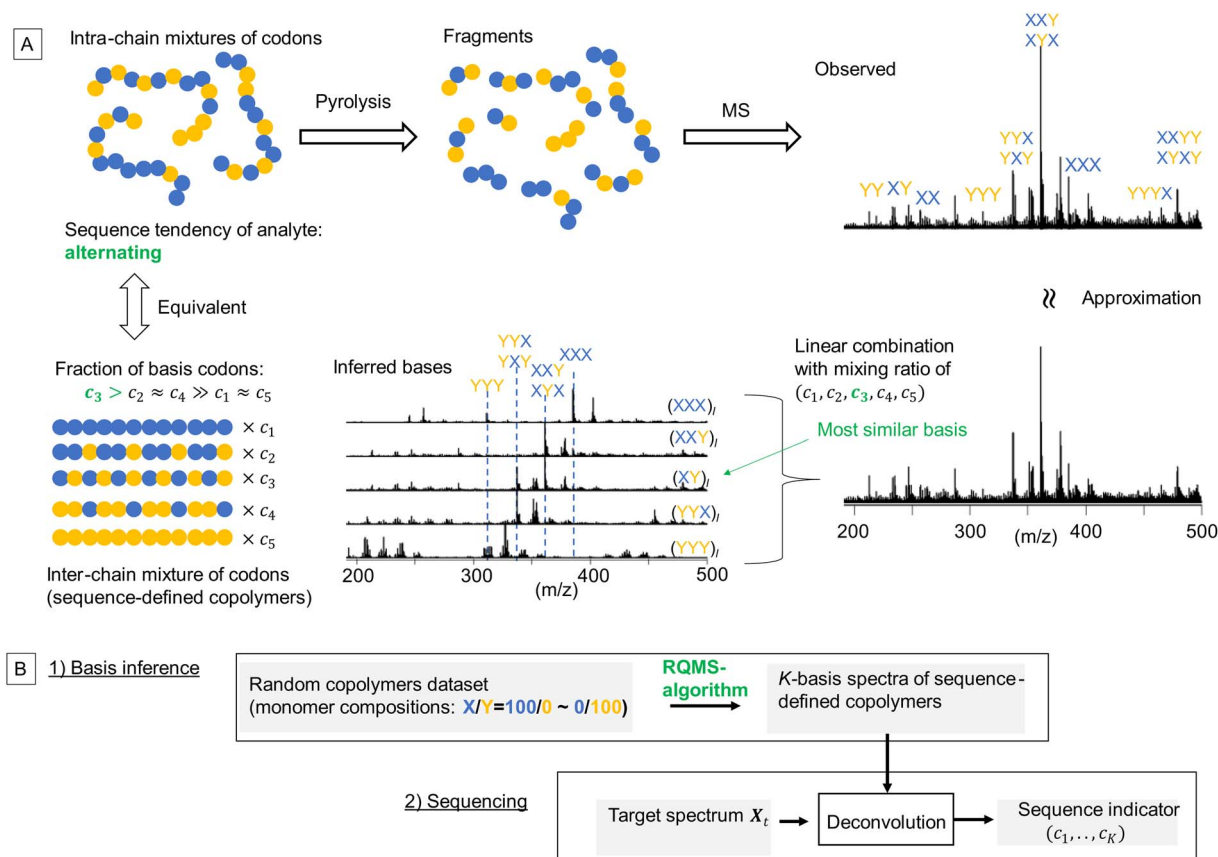 A
Intra-chain mixtures of codons
Pyrolysis
Fragments
MS
Observed
XXY
XYX
YYX
YXY
XXX
XXYY
XYXY
YY XY
XX
YYY
YYYX
200
300
400
500
(m/z)
Sequence tendency of analyte:
alternating
Equivalent
Fraction of basis codons:
c₃ > c₂ ≈ c₄ ≫ c₁ ≈ c₅
× c₁
× c₂
× c₃
× c₄
× c₅
Inter-chain mixture of codons
(sequence-defined copolymers)
Inferred bases
YYY
YYX
YXY
XXY
XYX
XXX
(XXX)ₗ
(XXY)ₗ
(XY)ₗ
(YYX)ₗ
(YYY)ₗ
200
300
400
500
(m/z)
≈
Approximation
Linear combination
with mixing ratio of
(c₁, c₂, c₃, c₄, c₅)
Most similar basis
B
1) Basis inference
Random copolymers dataset
(monomer compositions: X/Y=100/0 ~ 0/100)
RQMS-
algorithm
K-basis spectra of sequence-
defined copolymers
2) Sequencing
Target spectrum Xₜ
Deconvolution
Sequence indicator
(c₁,..,c_K)